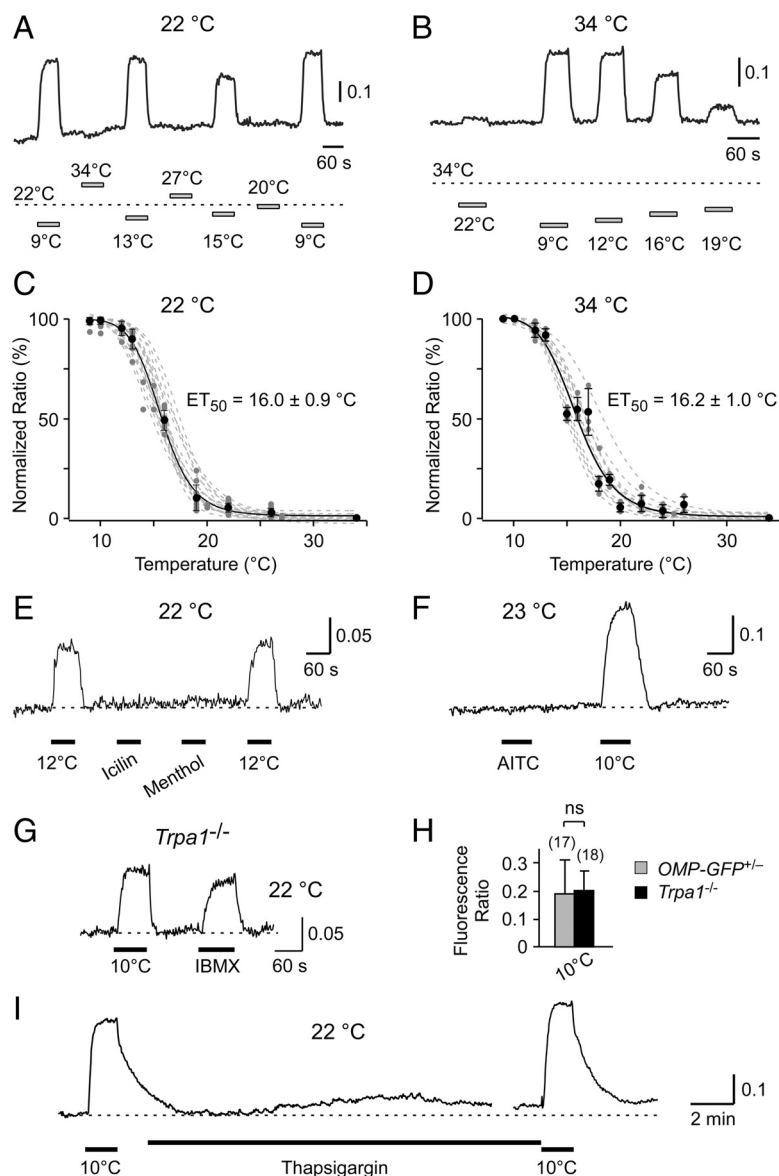 A
22 °C
0.1
60 s
34°C
27°C
20°C
22°C
9°C
13°C
15°C
9°C
B
34 °C
0.1
60 s
34°C
22°C
9°C
12°C
16°C
19°C
C
22 °C
Normalized Ratio (%)
100
50
0
ET50 = 16.0 ± 0.9 °C
10
20
30
Temperature (°C)
D
34 °C
Normalized Ratio (%)
100
50
0
ET50 = 16.2 ± 1.0 °C
10
20
30
Temperature (°C)
E
22 °C
0.05
60 s
12°C
Icilin
Menthol
12°C
F
23 °C
0.1
60 s
AITC
10°C
G
Trpa1-/-
22 °C
0.05
60 s
10°C
IBMX
H
ns
(17)
(18)
Fluorescence
Ratio
0.3
0.2
0.1
0
10°C
OMP-GFP+/−
Trpa1-/-
I
22 °C
0.1
2 min
10°C
Thapsigargin
10°C